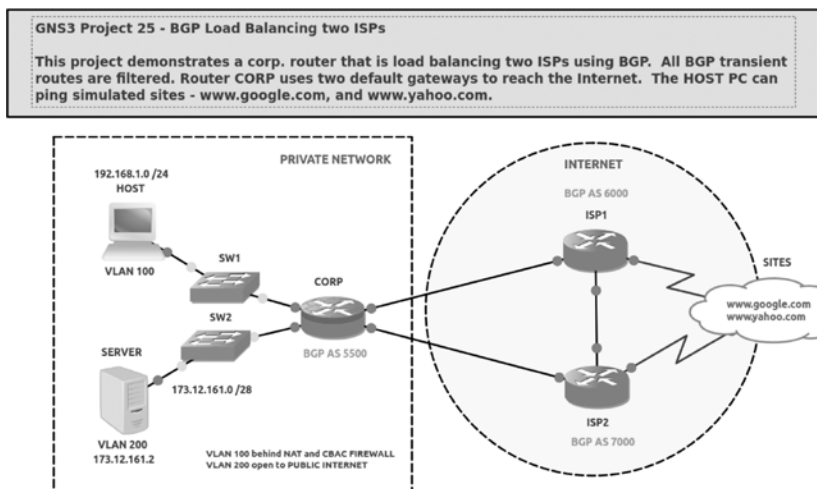 GNS3 Project 25 - BGP Load Balancing two ISPs
This project demonstrates a corp. router that is load balancing two ISPs using BGP. All BGP transient
routes are filtered. Router CORP uses two default gateways to reach the Internet. The HOST PC can
ping simulated sites - www.google.com, and www.yahoo.com.
PRIVATE NETWORK
INTERNET
192.168.1.0 /24
HOST
VLAN 100
SW1
CORP
BGP AS 5500
SW2
SERVER
173.12.161.0 /28
VLAN 200
173.12.161.2
VLAN 100 behind NAT and CBAC FIREWALL
VLAN 200 open to PUBLIC INTERNET
BGP AS 6000
ISP1
SITES
www.google.com
www.yahoo.com
ISP2
BGP AS 7000